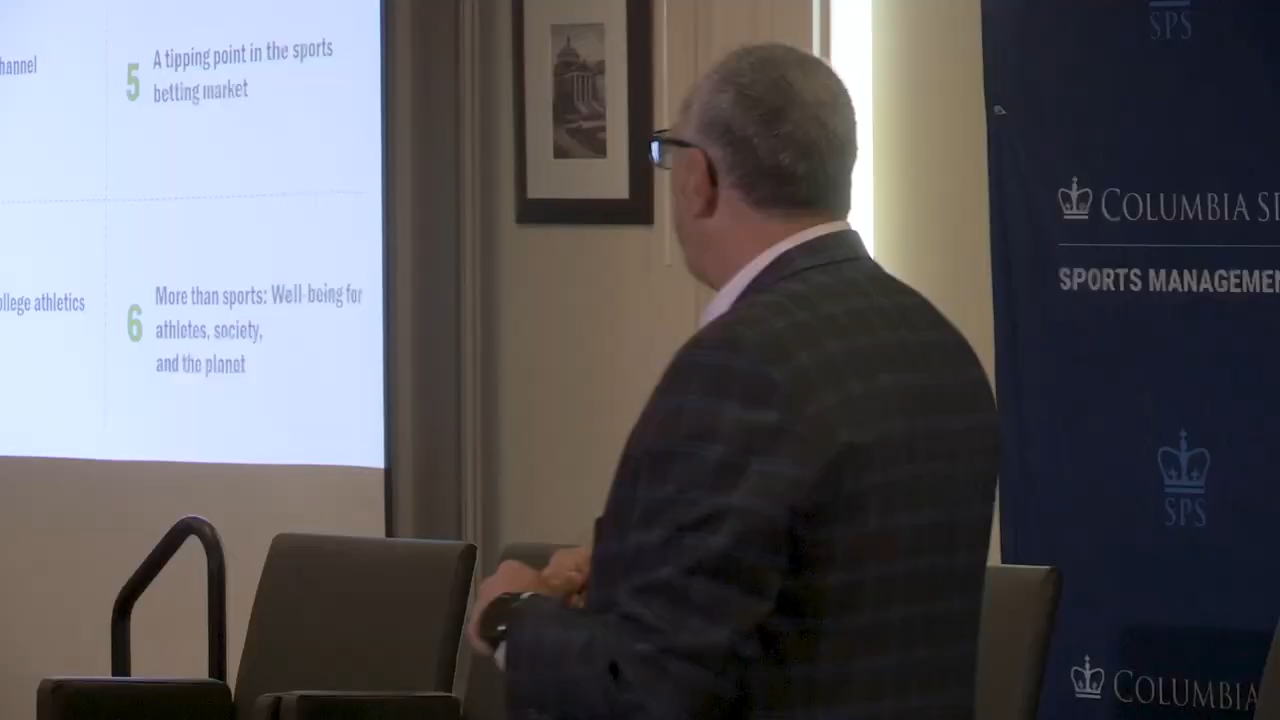 hannel
5
A tipping point in the sports
betting market
ollege athletics
6
More than sports: Well-being for
athletes, society,
and the planet
SPS
COLUMBIA SP
SPORTS MANAGEMEN
SPS
COLUMBIA